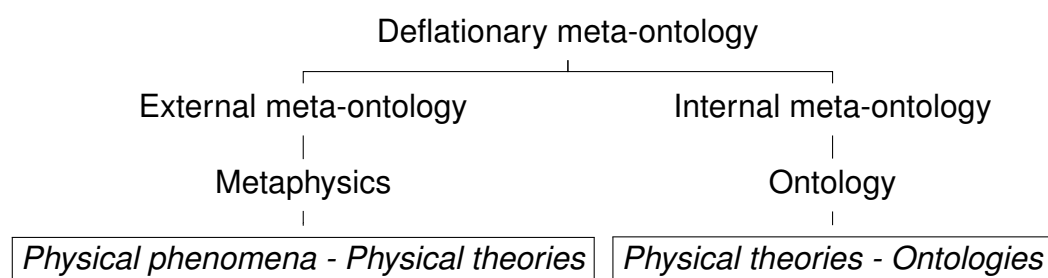 Deflationary meta-ontology
External meta-ontology Internal meta-ontology
Metaphysics Ontology
Physical phenomena - Physical theories Physical theories - Ontologies